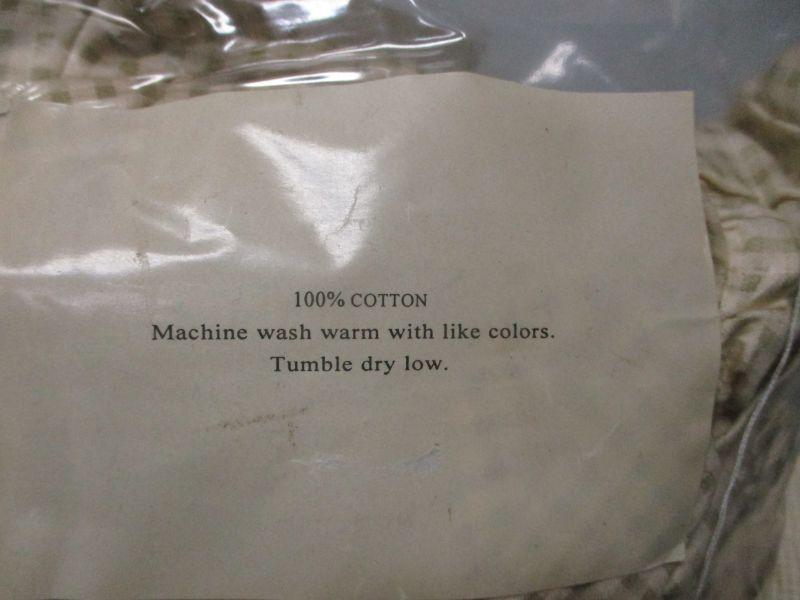 100% COTTON
Machine wash warm with like colors.
Tumble dry low.